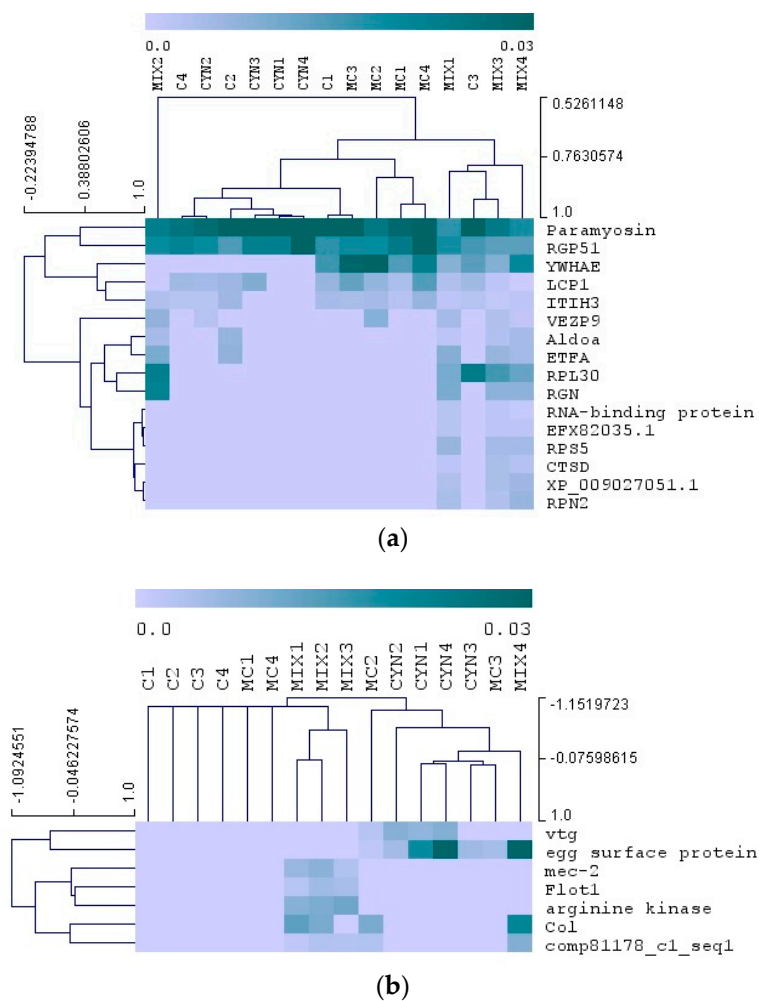 0.0 0.03
MIX2 C4 CYN2 C2 CYN3 CYN1 CYN4 C1 MC3 MC2 MC1 MC4 MIX1 C3 MIX3 MIX4
0.5261148
0.7630574
1.0
-0.22394788
0.38802606
1.0
Paramyosin
RGP51
YWHAE
LCP1
ITIH3
VEZP9
Aldoa
ETFA
RPL30
RGN
RNA-binding protein
EFX82035.1
RPS5
CTSD
XP_009027051.1
RPN2
(a)
0.0 0.03
C1 C2 C3 C4 MC1 MC4 MIX1 MIX2 MIX3 MC2 CYN2 CYN1 CYN4 CYN3 MC3 MIX4
-1.1519723
-0.07598615
1.0
-1.0924551
-0.046227574
1.0
vtg
egg surface protein
mec-2
Flot1
arginine kinase
Col
comp81178_c1_seq1
(b)